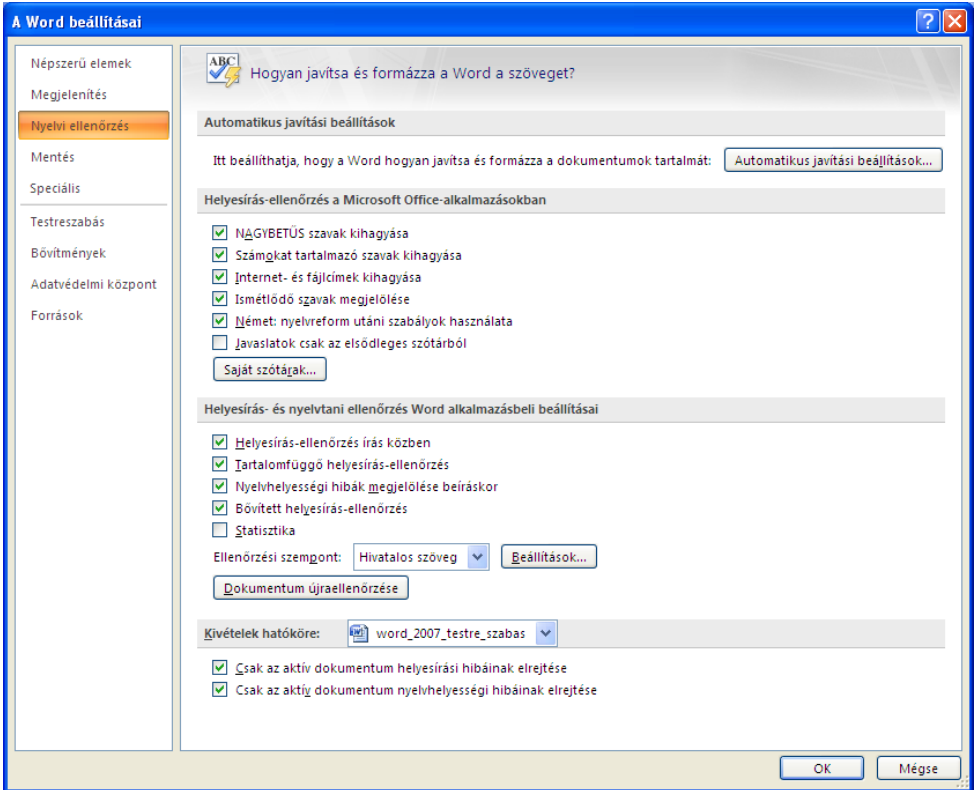 A Word beállításai
Népszerű elemek
Megjelenítés
Nyelvi ellenőrzés
Mentés
Speciális
Testreszabás
Bővítmények
Adatvédelmi központ
Források
ABC
Hogyan javítsa és formázza a Word a szöveget?
Automatikus javítási beállítások
Itt beállíthatja, hogy a Word hogyan javítsa és formázza a dokumentumok tartalmát: Automatikus javítási beállítások...
Helyesírás-ellenőrzés a Microsoft Office-alkalmazásokban
NAGYBETŰS szavak kihagyása
Számokat tartalmazó szavak kihagyása
Internet- és fájlcímek kihagyása
Ismétlődő szavak megjelölése
Német: nyelvreform utáni szabályok használata
Javaslatok csak az elsődleges szótárból
Saját szótárak...
Helyesírás- és nyelvtani ellenőrzés Word alkalmazásbeli beállításai
Helyesírás-ellenőrzés írás közben
Tartalomfüggő helyesírás-ellenőrzés
Nyelvhelyességi hibák megjelölése beíráskor
Bővített helyesírás-ellenőrzés
Statisztika
Ellenőrzési szempont: Hivatalos szöveg Beállítások...
Dokumentum újraellenőrzése
Kivételek hatóköre: word_2007_testre_szabas
Csak az aktív dokumentum helyesírási hibáinak elrejtése
Csak az aktív dokumentum nyelvhelyességi hibáinak elrejtése
OK Mégse